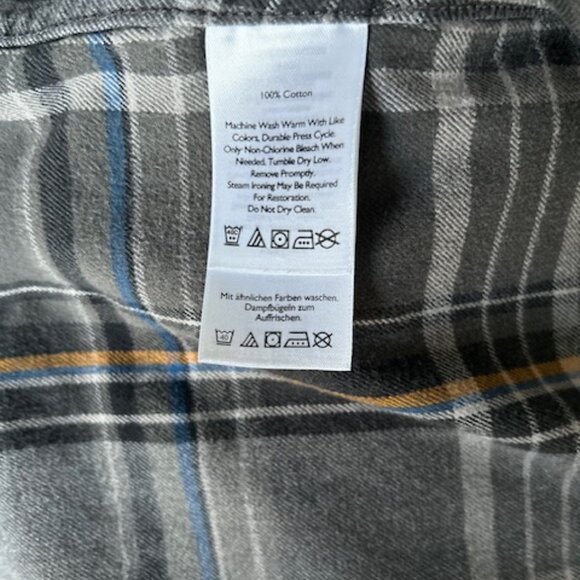 100% Cotton
Machine Wash Warm With Like
Colors, Durable Press Cycle.
Only Non-Chlorine Bleach When
Needed. Tumble Dry Low.
Remove Promptly.
Steam Ironing May Be Required
For Restoration.
Do Not Dry Clean.
40C
Mit ähnlichen Farben waschen.
Dampfbügeln zum
Auffrischen.
40